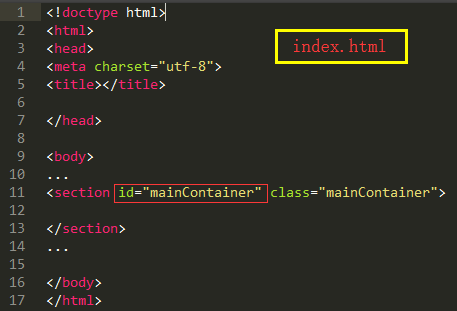 1 <!doctype html>
2 <html>
index.html
3 <head>
4 <meta charset="utf-8">
5 <title></title>
6
7 </head>
8
9 <body>
10 ...
11 <section id="mainContainer" class="mainContainer">
12
13 </section>
14 ...
15
16 </body>
17 </html>